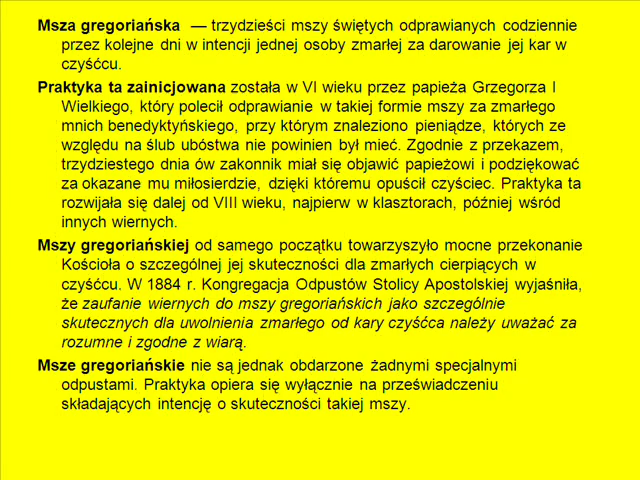 Msza gregoriańska — trzydzieści mszy świętych odprawianych codziennie
przez kolejne dni w intencji jednej osoby zmarłej za darowanie jej kar w
czyśćcu.
Praktyka ta zainicjowana została w VI wieku przez papieża Grzegorza I
Wielkiego, który polecił odprawianie w takiej formie mszy za zmarłego
mnich benedyktyńskiego, przy którym znaleziono pieniądze, których ze
względu na ślub ubóstwa nie powinien był mieć. Zgodnie z przekazem,
trzydziestego dnia ów zakonnik miał się objawić papieżowi i podziękować
za okazane mu miłosierdzie, dzięki któremu opuścił czyściec. Praktyka ta
rozwijała się dalej od VIII wieku, najpierw w klasztorach, później wśród
innych wiernych.
Mszy gregoriańskiej od samego początku towarzyszyło mocne przekonanie
Kościoła o szczególnej jej skuteczności dla zmarłych cierpiących w
czyśćcu. W 1884 r. Kongregacja Odpustów Stolicy Apostolskiej wyjaśniła,
że zaufanie wiernych do mszy gregoriańskich jako szczególnie
skutecznych dla uwolnienia zmarłego od kary czyśćca należy uważać za
rozumne i zgodne z wiarą.
Msze gregoriańskie nie są jednak obdarzone żadnymi specjalnymi
odpustami. Praktyka opiera się wyłącznie na przeświadczeniu
składających intencję o skuteczności takiej mszy.